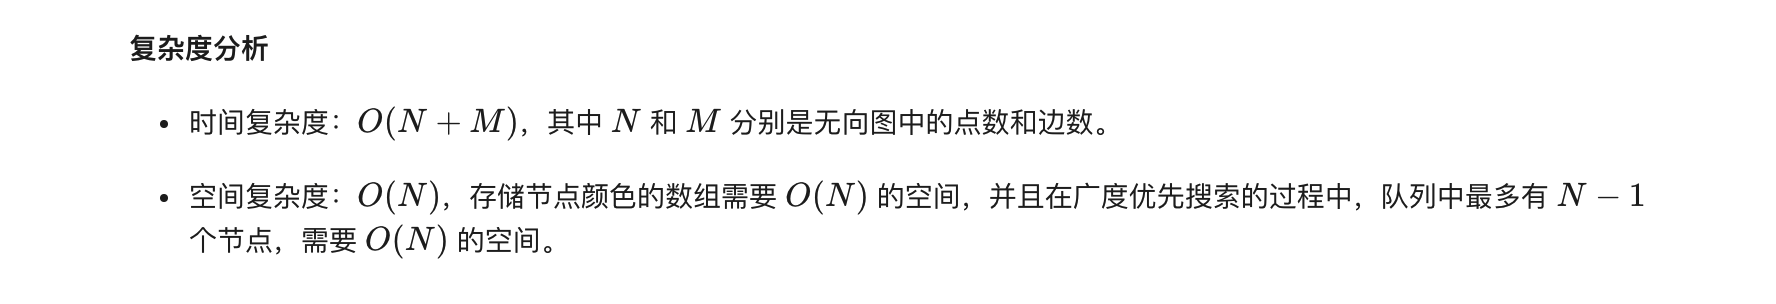 复杂度分析
• 时间复杂度：O(N + M)，其中 N 和 M 分别是无向图中的点数和边数。
• 空间复杂度：O(N)，存储节点颜色的数组需要 O(N) 的空间，并且在广度优先搜索的过程中，队列中最多有 N − 1
个节点，需要 O(N) 的空间。